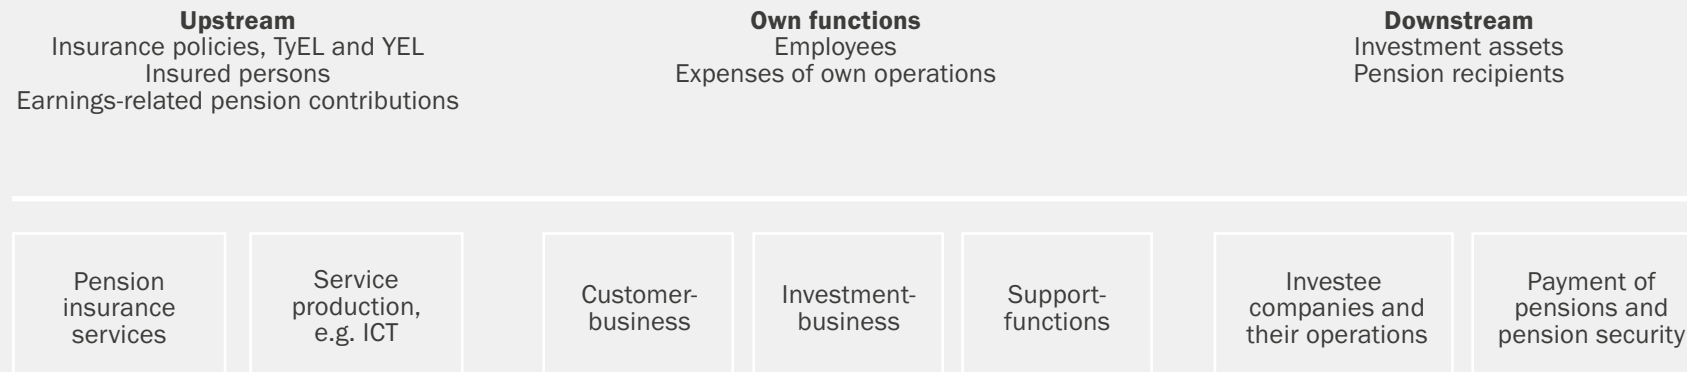 Upstream
Insurance policies, TyEL and YEL
Insured persons
Earnings-related pension contributions
Own functions
Employees
Expenses of own operations
Downstream
Investment assets
Pension recipients
Pension
insurance
services
Service
production,
e.g. ICT
Customer-
business
Investment-
business
Support-
functions
Investee
companies and
their operations
Payment of
pensions and
pension security